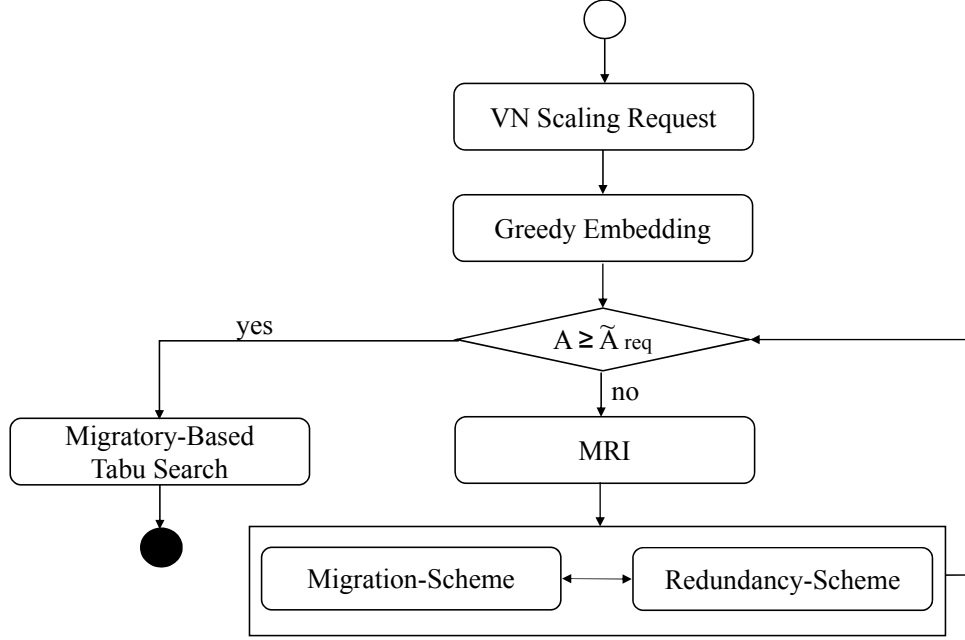 VN Scaling Request
Greedy Embedding
yes
A ≥ Ã req
no
Migratory-Based
Tabu Search
MRI
Migration-Scheme
Redundancy-Scheme